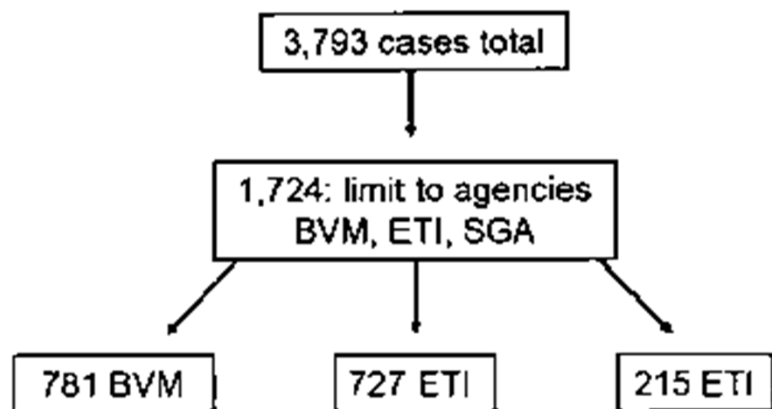 3,793 cases total
1,724: limit to agencies
BVM, ETI, SGA
781 BVM
727 ETI
215 ETI